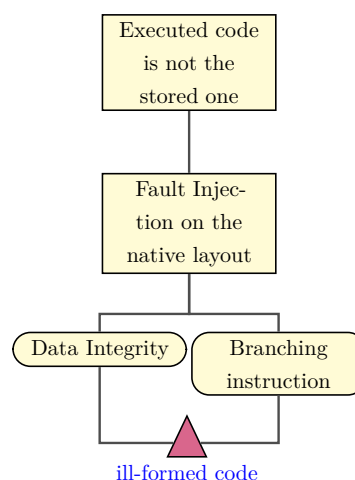 Executed code
is not the
stored one
Fault Injec-
tion on the
native layout
Data Integrity
Branching
instruction
ill-formed code